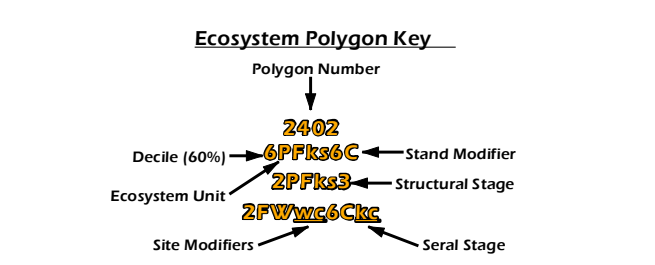 Ecosystem Polygon Key
Polygon Number
2402
Decile (60%) 6PFks6C Stand Modifier
2PFks3 Structural Stage
Ecosystem Unit
2FWwc6Ckc
Site Modifiers Seral Stage